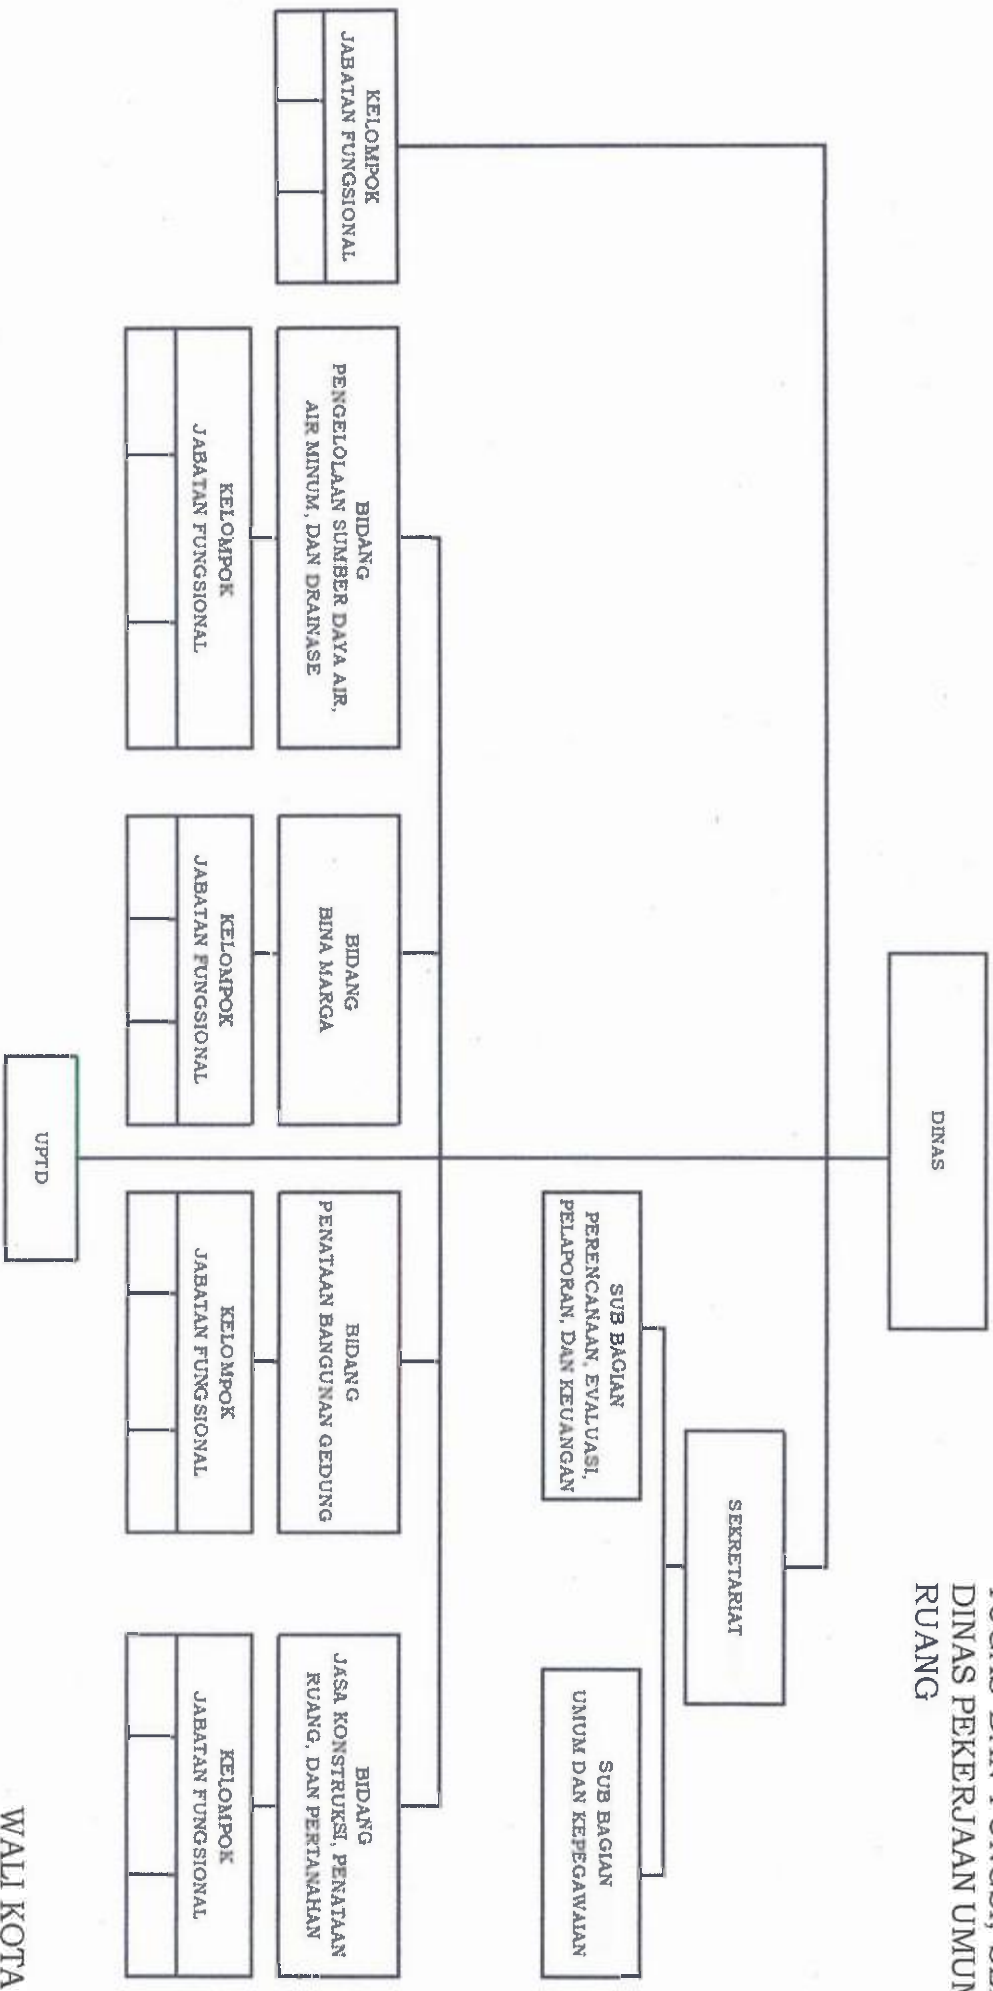 DINAS PEKERJAAN UMUM
RUANG
DINAS
SEKRETARIAT
SUB BAGIAN
PERENCANAAN, EVALUASI,
PELAPORAN, DAN KEUANGAN
SUB BAGIAN
UMUM DAN KEPEGAWAIAN
KELOMPOK
JABATAN FUNGSIONAL
BIDANG
PENGELOLAAN SUMBER DAYA AIR,
AIR MINUM, DAN DRAINASE
BIDANG
BINA MARGA
BIDANG
PENATAAN BANGUNAN GEDUNG
BIDANG
JASA KONSTRUKSI, PENATAAN
RUANG, DAN PERTANAHAN
KELOMPOK
JABATAN FUNGSIONAL
KELOMPOK
JABATAN FUNGSIONAL
KELOMPOK
JABATAN FUNGSIONAL
KELOMPOK
JABATAN FUNGSIONAL
UPTD
WALI KOTA